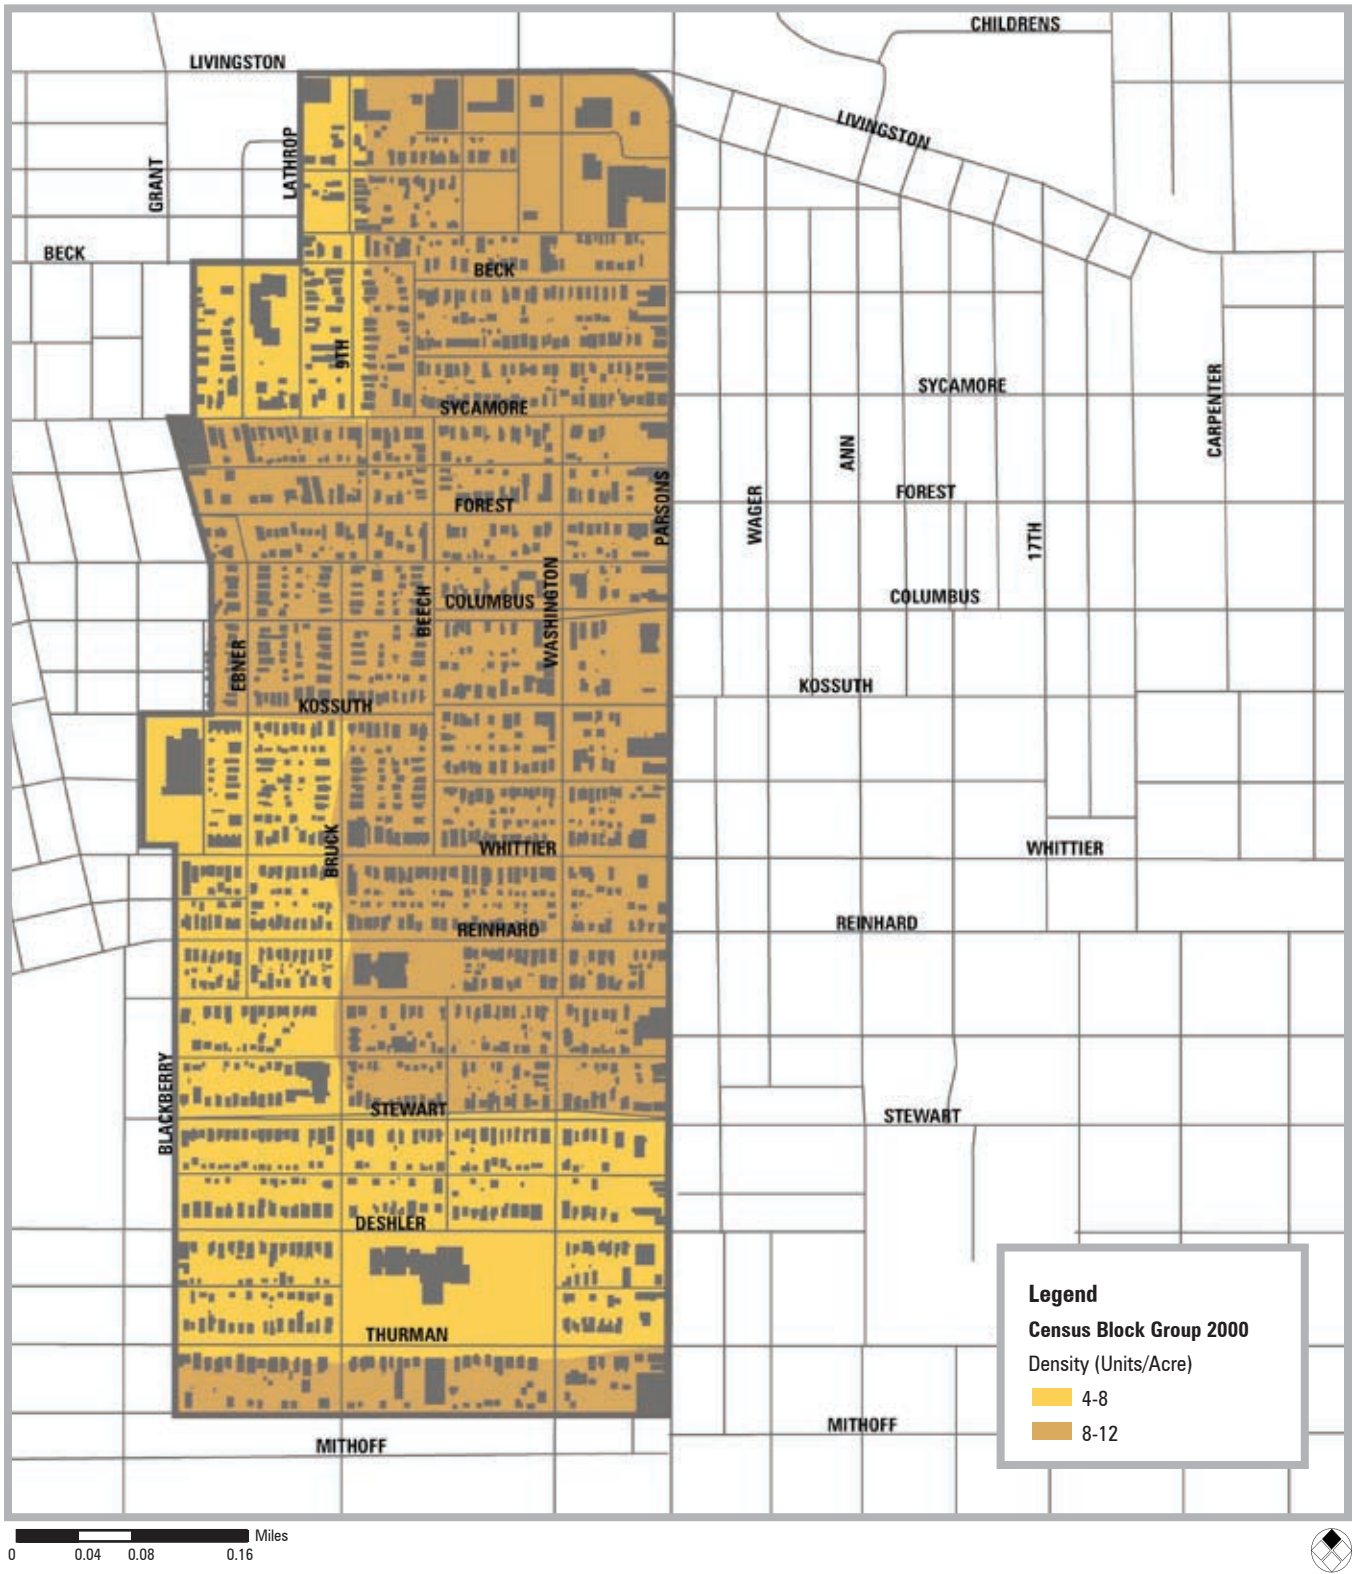 CHILDRENS
LIVINGSTON
LIVINGSTON
LATHROP
GRANT
BECK
BECK
9TH
SYCAMORE
SYCAMORE
CARPENTER
ANN
PARSONS
WAGER
FOREST
FOREST
17TH
WASHINGTON
BEECH
COLUMBUS
COLUMBUS
EBNER
KOSSUTH
KOSSUTH
BRUCK
WHITTIER
WHITTIER
REINHARD
REINHARD
BLACKBERRY
STEWART
STEWART
DESHLER
THURMAN
MITHOFF
MITHOFF
Legend
Census Block Group 2000
Density (Units/Acre)
4-8
8-12
Miles
0 0.04 0.08 0.16